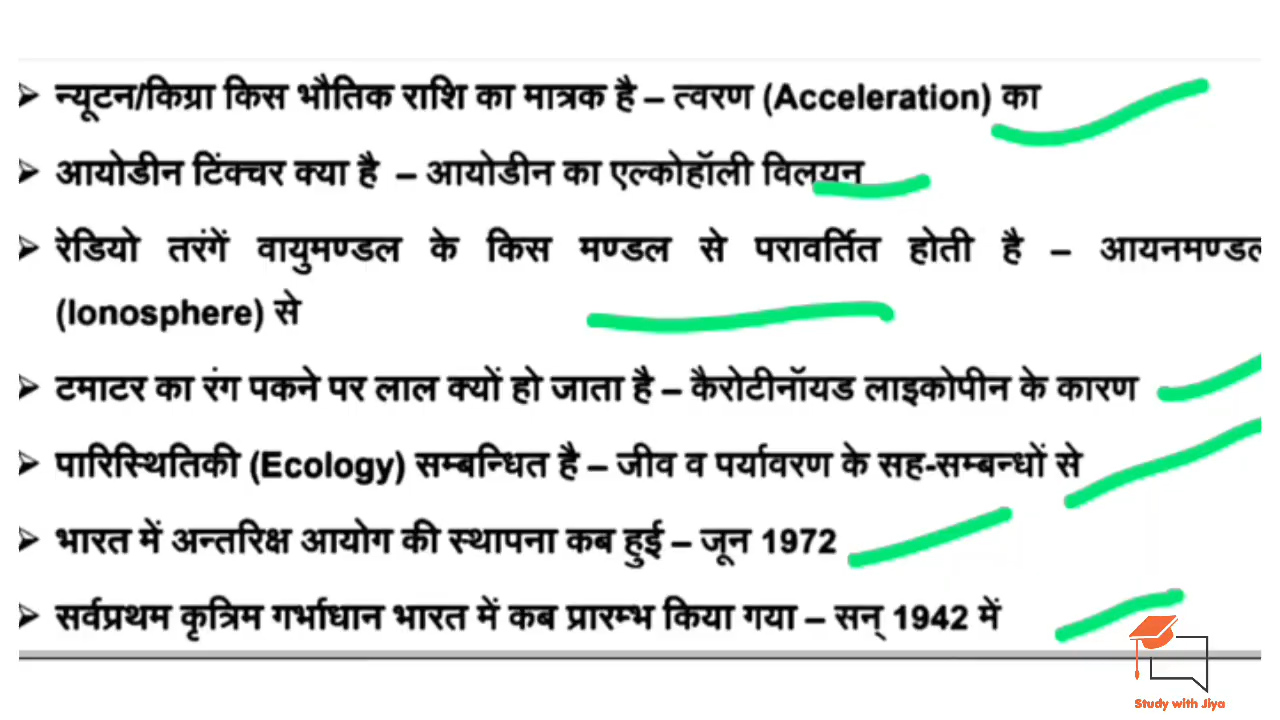 ➢ न्यूटन/किग्रा किस भौतिक राशि का मात्रक है – त्वरण (Acceleration) का
➢ आयोडीन टिंक्चर क्या है – आयोडीन का एल्कोहॉली विलयन
➢ रेडियो तरंगें वायुमण्डल के किस मण्डल से परावर्तित होती है – आयनमण्डल
(Ionosphere) से
➢ टमाटर का रंग पकने पर लाल क्यों हो जाता है – कैरोटीनॉयड लाइकोपीन के कारण
➢ पारिस्थितिकी (Ecology) सम्बन्धित है – जीव व पर्यावरण के सह-सम्बन्धों से
➢ भारत में अन्तरिक्ष आयोग की स्थापना कब हुई – जून 1972
➢ सर्वप्रथम कृत्रिम गर्भाधान भारत में कब प्रारम्भ किया गया – सन् 1942 में
Study with Jiya